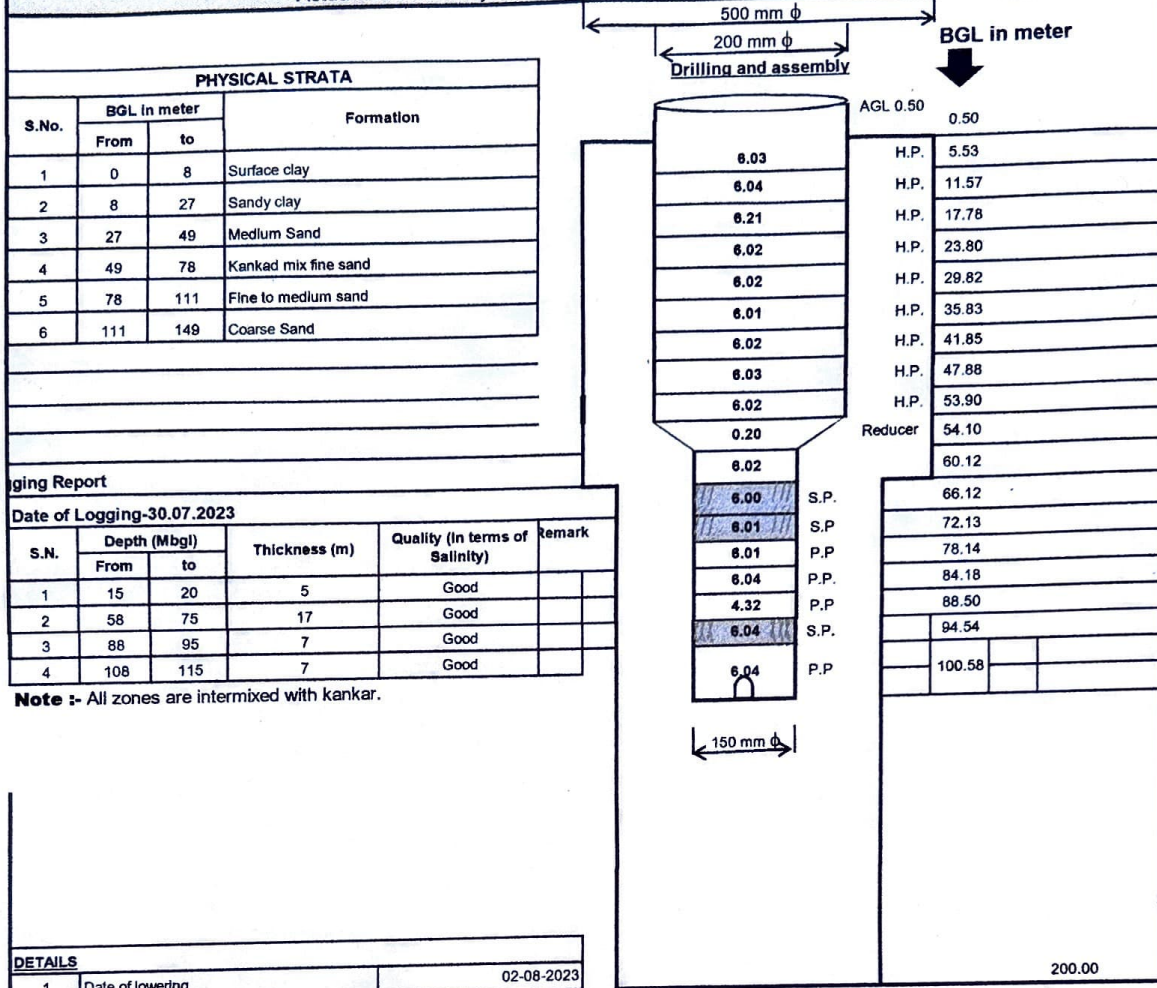 500 mm ϕ
200 mm ϕ
BGL in meter
Drilling and assembly
PHYSICAL STRATA
S.No. BGL in meter Formation
From to
1 0 8 Surface clay
2 8 27 Sandy clay
3 27 49 Medium Sand
4 49 78 Kankad mix fine sand
5 78 111 Fine to medium sand
6 111 149 Coarse Sand
AGL 0.50 0.50
6.03 H.P. 5.53
6.04 H.P. 11.57
6.21 H.P. 17.78
6.02 H.P. 23.80
6.02 H.P. 29.82
6.01 H.P. 35.83
6.02 H.P. 41.85
6.03 H.P. 47.88
6.02 H.P. 53.90
0.20 Reducer 54.10
6.02 60.12
6.00 S.P. 66.12
6.01 S.P 72.13
6.01 P.P 78.14
6.04 P.P. 84.18
4.32 P.P 88.50
6.04 S.P. 94.54
6.04 P.P 100.58
150 mm ϕ
Report
Date of Logging-30.07.2023
S.N. Depth (Mbgl) Thickness (m) Quality (In terms of Salinity) Remark
From to
1 15 20 5 Good
2 58 75 17 Good
3 88 95 7 Good
4 108 115 7 Good
Note :- All zones are intermixed with kankar.
DETAILS
1 Date of lowering 02-08-2023
200.00